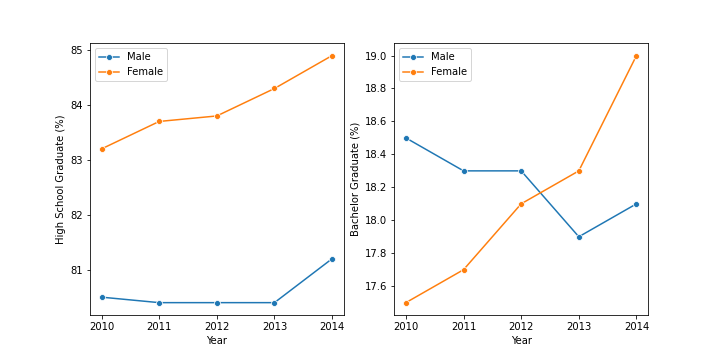 Male
Female
85
84
83
82
81
High School Graduate (%)
2010 2011 2012 2013 2014
Year
Male
Female
19.0
18.8
18.6
18.4
18.2
18.0
17.8
17.6
Bachelor Graduate (%)
2010 2011 2012 2013 2014
Year